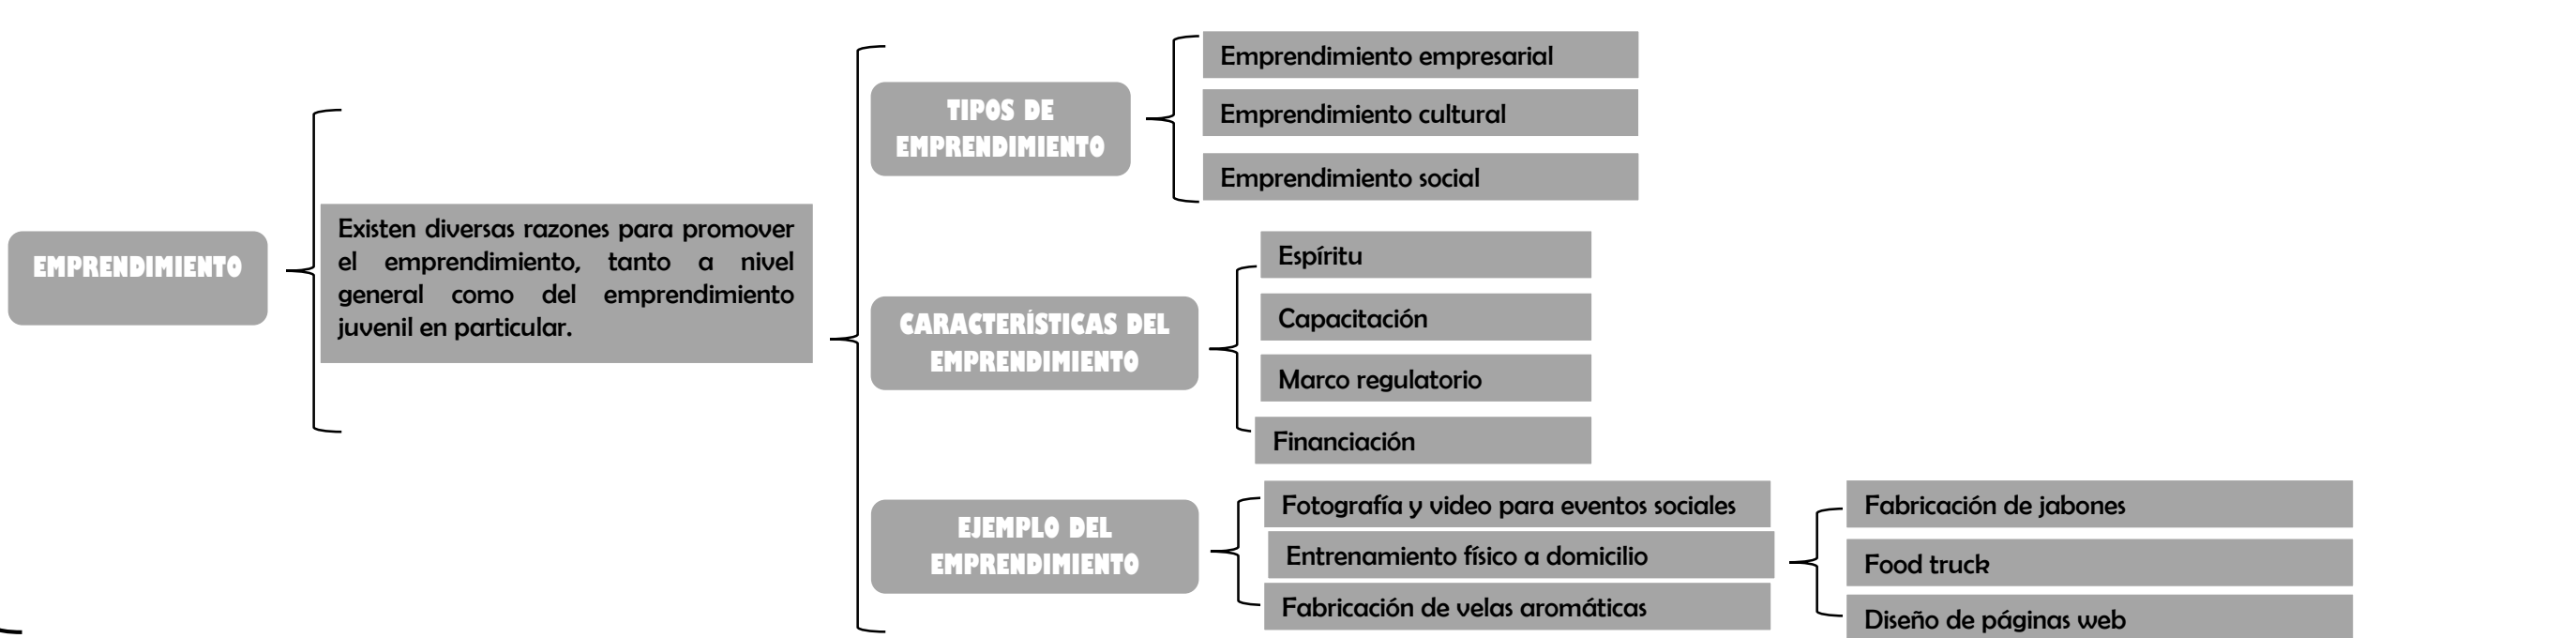 EMPRENDIMIENTO
Existen diversas razones para promover
el emprendimiento, tanto a nivel
general como del emprendimiento
juvenil en particular.
TIPOS DE
EMPRENDIMIENTO
Emprendimiento empresarial
Emprendimiento cultural
Emprendimiento social
CARACTERÍSTICAS DEL
EMPRENDIMIENTO
Espíritu
Capacitación
Marco regulatorio
Financiación
EJEMPLO DEL
EMPRENDIMIENTO
Fotografía y video para eventos sociales
Entrenamiento físico a domicilio
Fabricación de velas aromáticas
Fabricación de jabones
Food truck
Diseño de páginas web